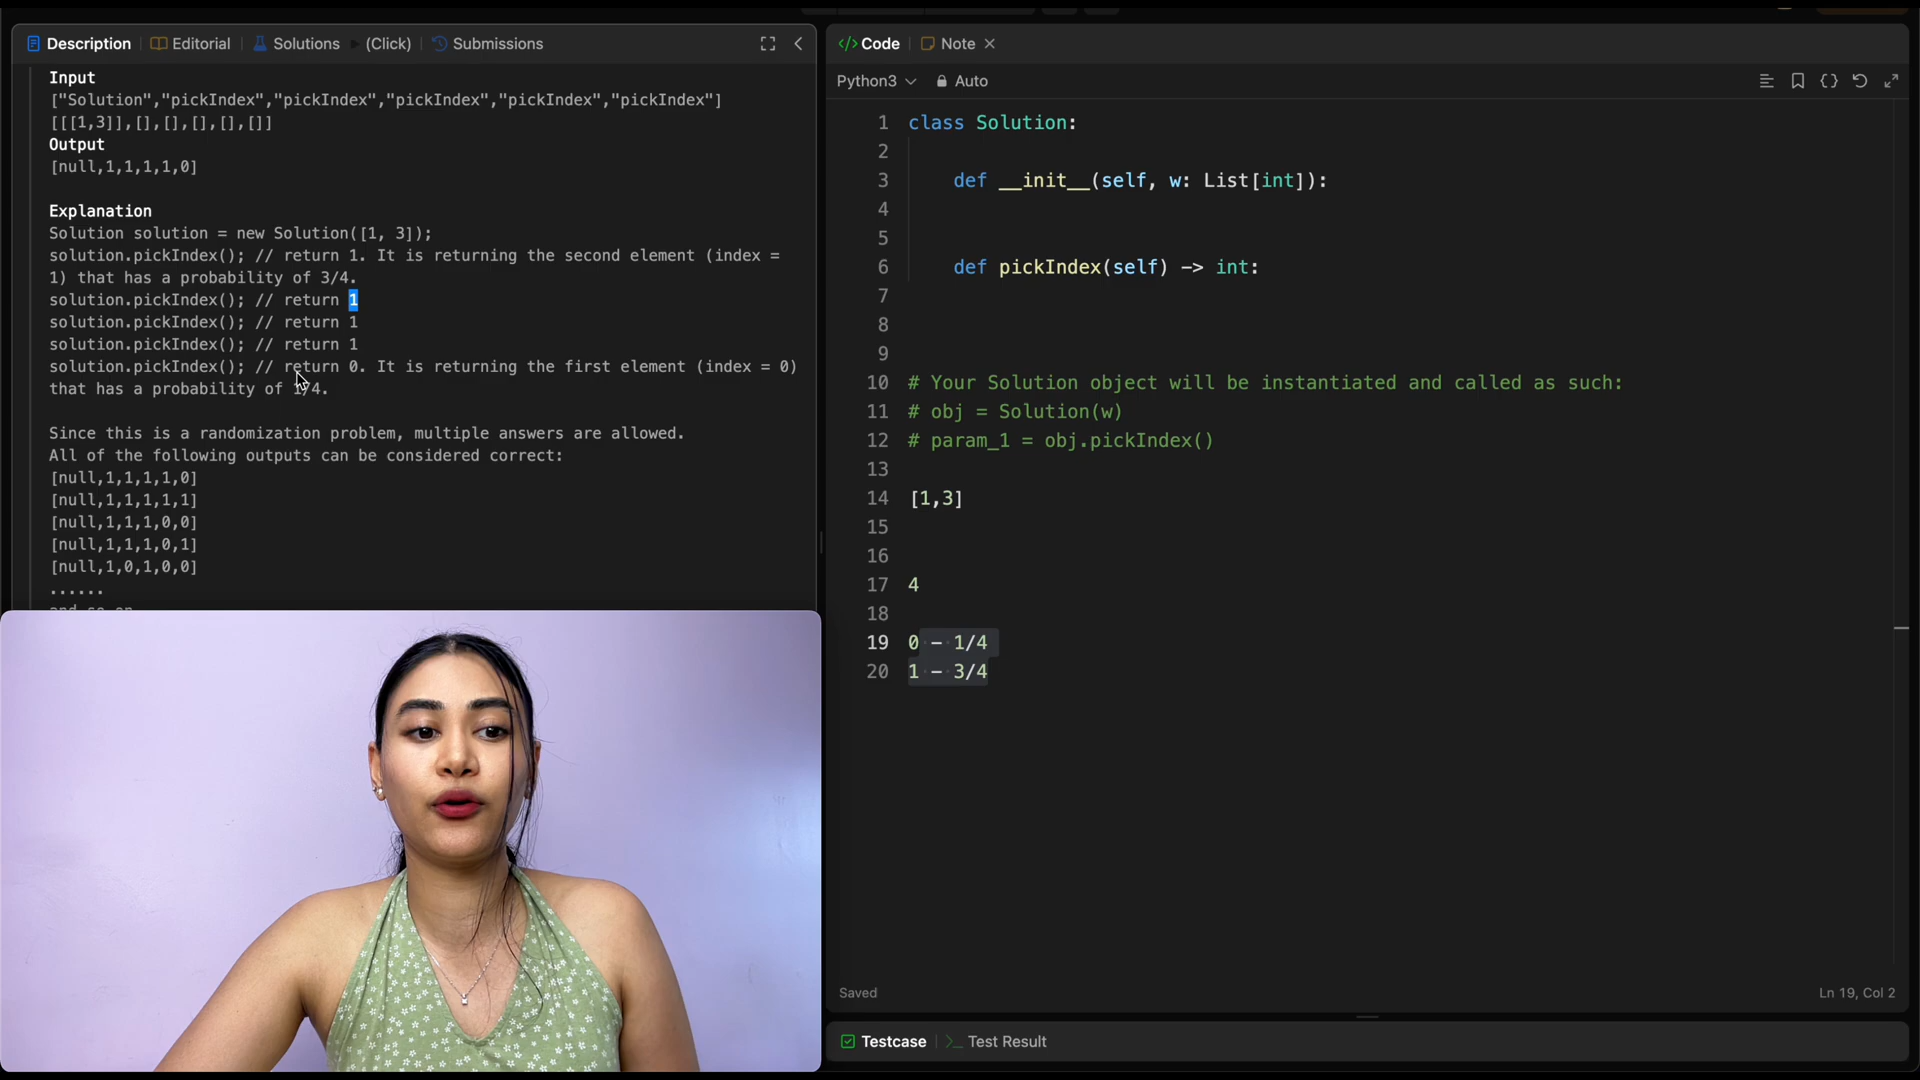 Description
Editorial
Solutions
(Click)
Submissions
Input
["Solution","pickIndex","pickIndex","pickIndex","pickIndex","pickIndex"]
[[[1,3]],[],[],[],[],[]]
Output
[null,1,1,1,1,0]
Explanation
Solution solution = new Solution([1, 3]);
solution.pickIndex(); // return 1. It is returning the second element (index =
1) that has a probability of 3/4.
solution.pickIndex(); // return 1
solution.pickIndex(); // return 1
solution.pickIndex(); // return 1
solution.pickIndex(); // return 0. It is returning the first element (index = 0)
that has a probability of 1/4.
Since this is a randomization problem, multiple answers are allowed.
All of the following outputs can be considered correct:
[null,1,1,1,1,0]
[null,1,1,1,1,1]
[null,1,1,1,0,0]
[null,1,1,1,0,1]
[null,1,0,1,0,0]
......
and so on
</> Code
Note
Python3
Auto
1 class Solution:
2
3 def __init__(self, w: List[int]):
4
5
6 def pickIndex(self) -> int:
7
8
9
10 # Your Solution object will be instantiated and called as such:
11 # obj = Solution(w)
12 # param_1 = obj.pickIndex()
13
14 [1,3]
15
16
17 4
18
19 0 - 1/4
20 1 - 3/4
Saved
Ln 19, Col 2
Testcase
Test Result